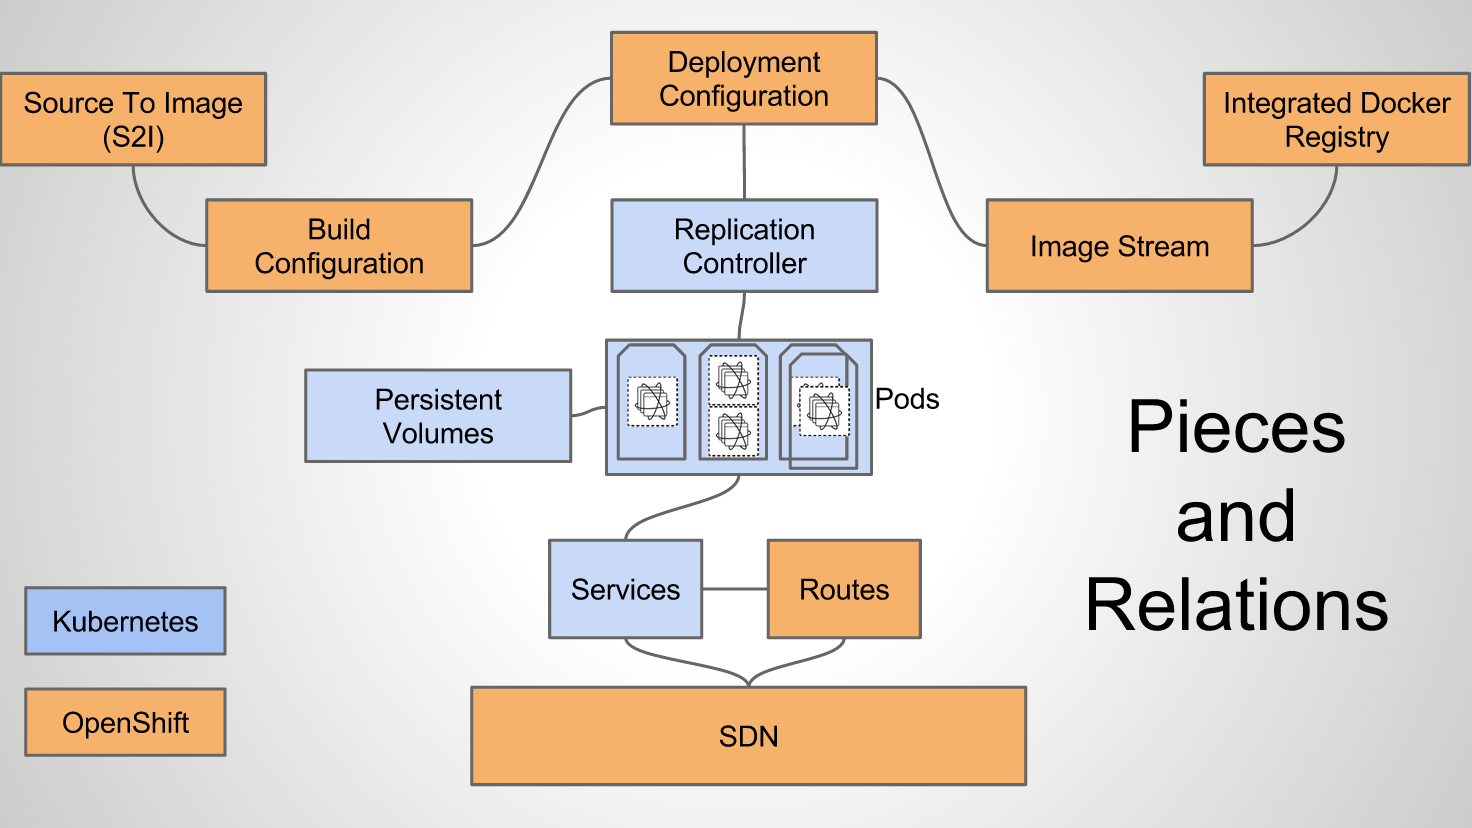 Deployment
Configuration
Source To Image
(S2I)
Integrated Docker
Registry
Build
Configuration
Replication
Controller
Image Stream
Persistent
Volumes
Pods
Pieces
and
Relations
Services
Routes
Kubernetes
OpenShift
SDN